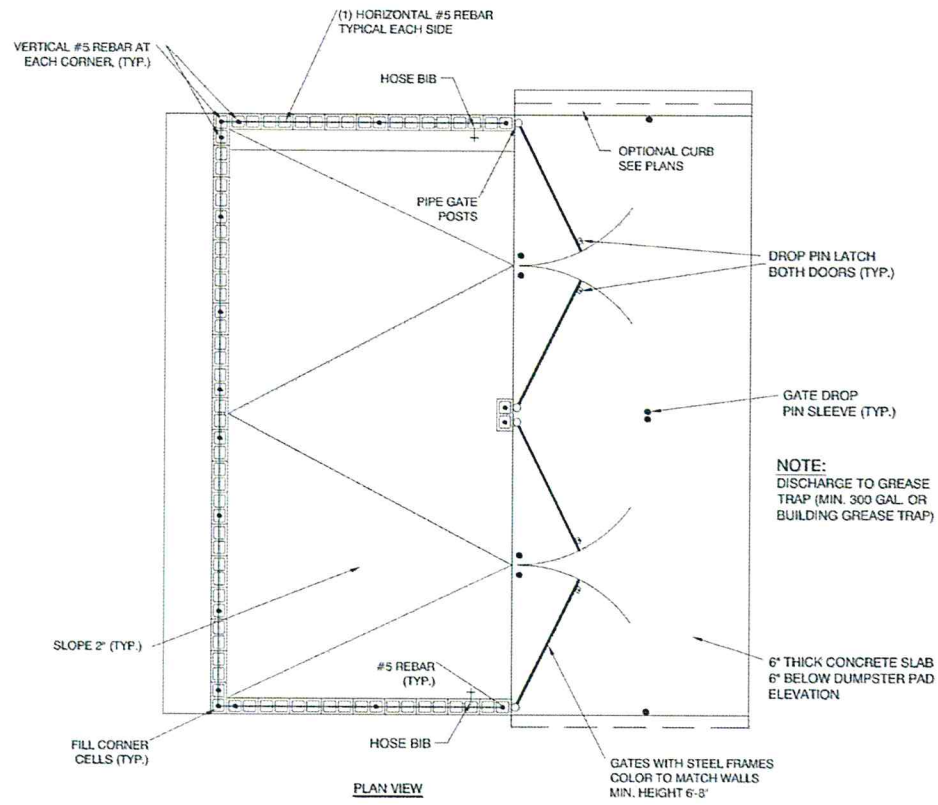 (1) HORIZONTAL #5 REBAR
TYPICAL EACH SIDE
VERTICAL #5 REBAR AT
EACH CORNER, (TYP.)
HOSE BIB
OPTIONAL CURB
SEE PLANS
PIPE GATE
POSTS
DROP PIN LATCH
BOTH DOORS (TYP.)
GATE DROP
PIN SLEEVE (TYP.)
NOTE:
DISCHARGE TO GREASE
TRAP (MIN. 300 GAL. OR
BUILDING GREASE TRAP)
SLOPE 2" (TYP.)
#5 REBAR
(TYP.)
6" THICK CONCRETE SLAB
6" BELOW DUMPSTER PAD
ELEVATION
FILL CORNER
CELLS (TYP.)
HOSE BIB
GATES WITH STEEL FRAMES
COLOR TO MATCH WALLS
MIN. HEIGHT 6'-8"
PLAN VIEW